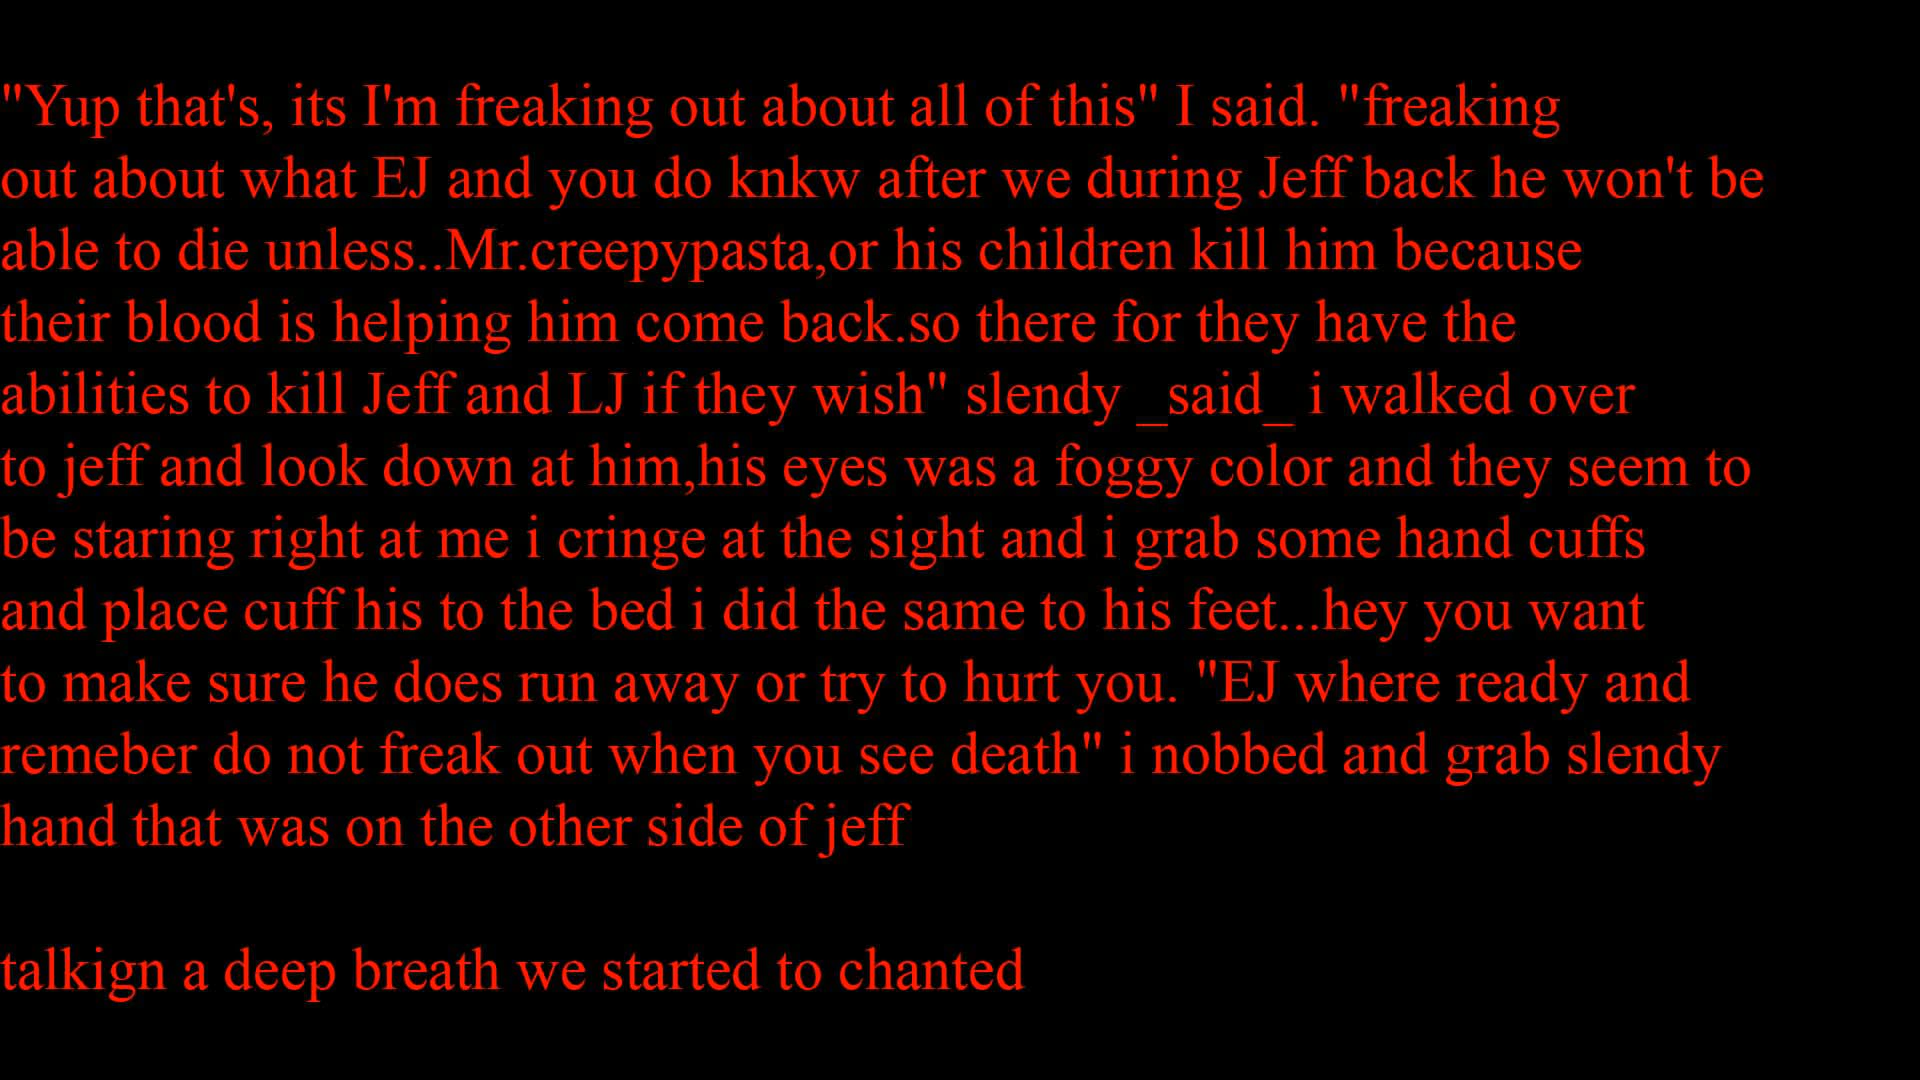 "Yup that's, its I'm freaking out about all of this" I said. "freaking
out about what EJ and you do knkw after we during Jeff back he won't be
able to die unless..Mr.creepypasta,or his children kill him because
their blood is helping him come back.so there for they have the
abilities to kill Jeff and LJ if they wish" slendy _said_ i walked over
to jeff and look down at him,his eyes was a foggy color and they seem to
be staring right at me i cringe at the sight and i grab some hand cuffs
and place cuff his to the bed i did the same to his feet...hey you want
to make sure he does run away or try to hurt you. "EJ where ready and
remeber do not freak out when you see death" i nobbed and grab slendy
hand that was on the other side of jeff
talkign a deep breath we started to chanted